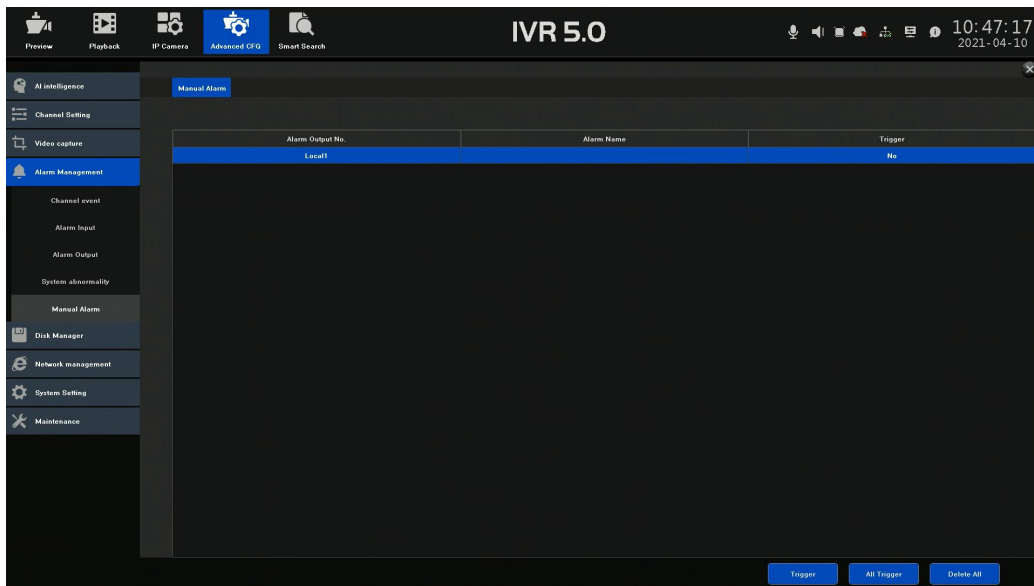 IVR 5.0
10:47:17
2021-04-10
Preview
Playback
IP Camera
Advanced CFG
Smart Search
AI intelligence
Channel Setting
Video capture
Alarm Management
Channel event
Alarm Input
Alarm Output
System abnormality
Manual Alarm
Disk Manager
Network management
System Setting
Maintenance
Manual Alarm
Alarm Output No. Alarm Name Trigger
Local1 No
Trigger All Trigger Delete All